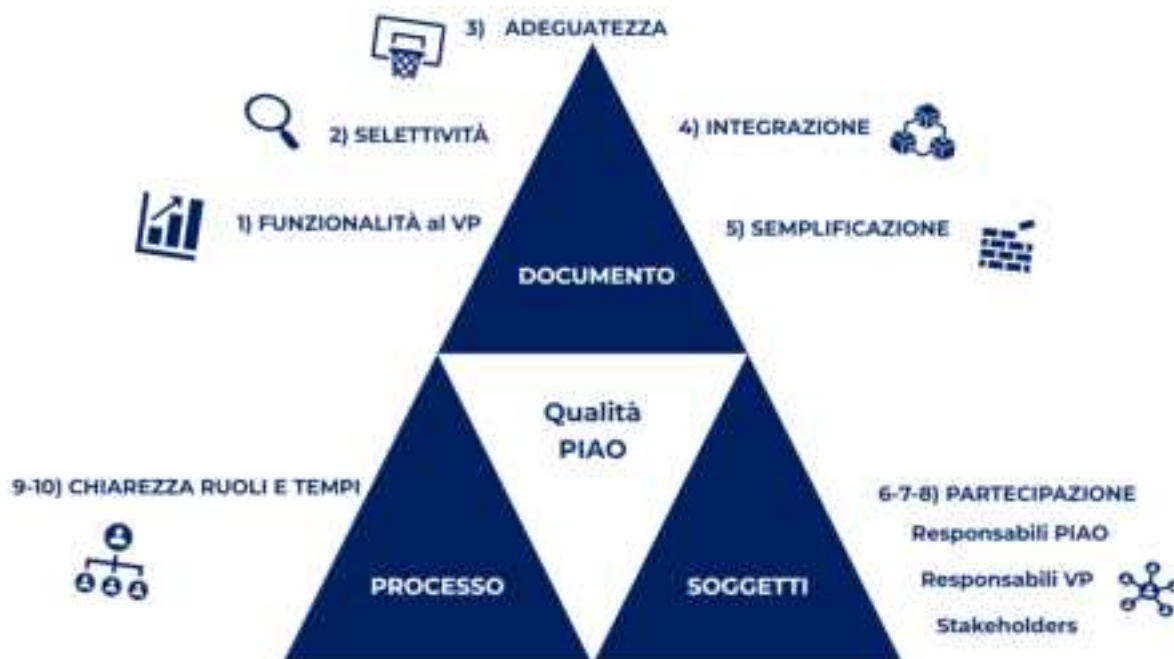 3) ADEGUATEZZA
2) SELETTIVITÀ
4) INTEGRAZIONE
1) FUNZIONALITÀ al VP
5) SEMPLIFICAZIONE
DOCUMENTO
Qualità
PIAO
9-10) CHIAREZZA RUOLI E TEMPI
6-7-8) PARTECIPAZIONE
Responsabili PIAO
Responsabili VP
Stakeholders
PROCESSO
SOGGETTI